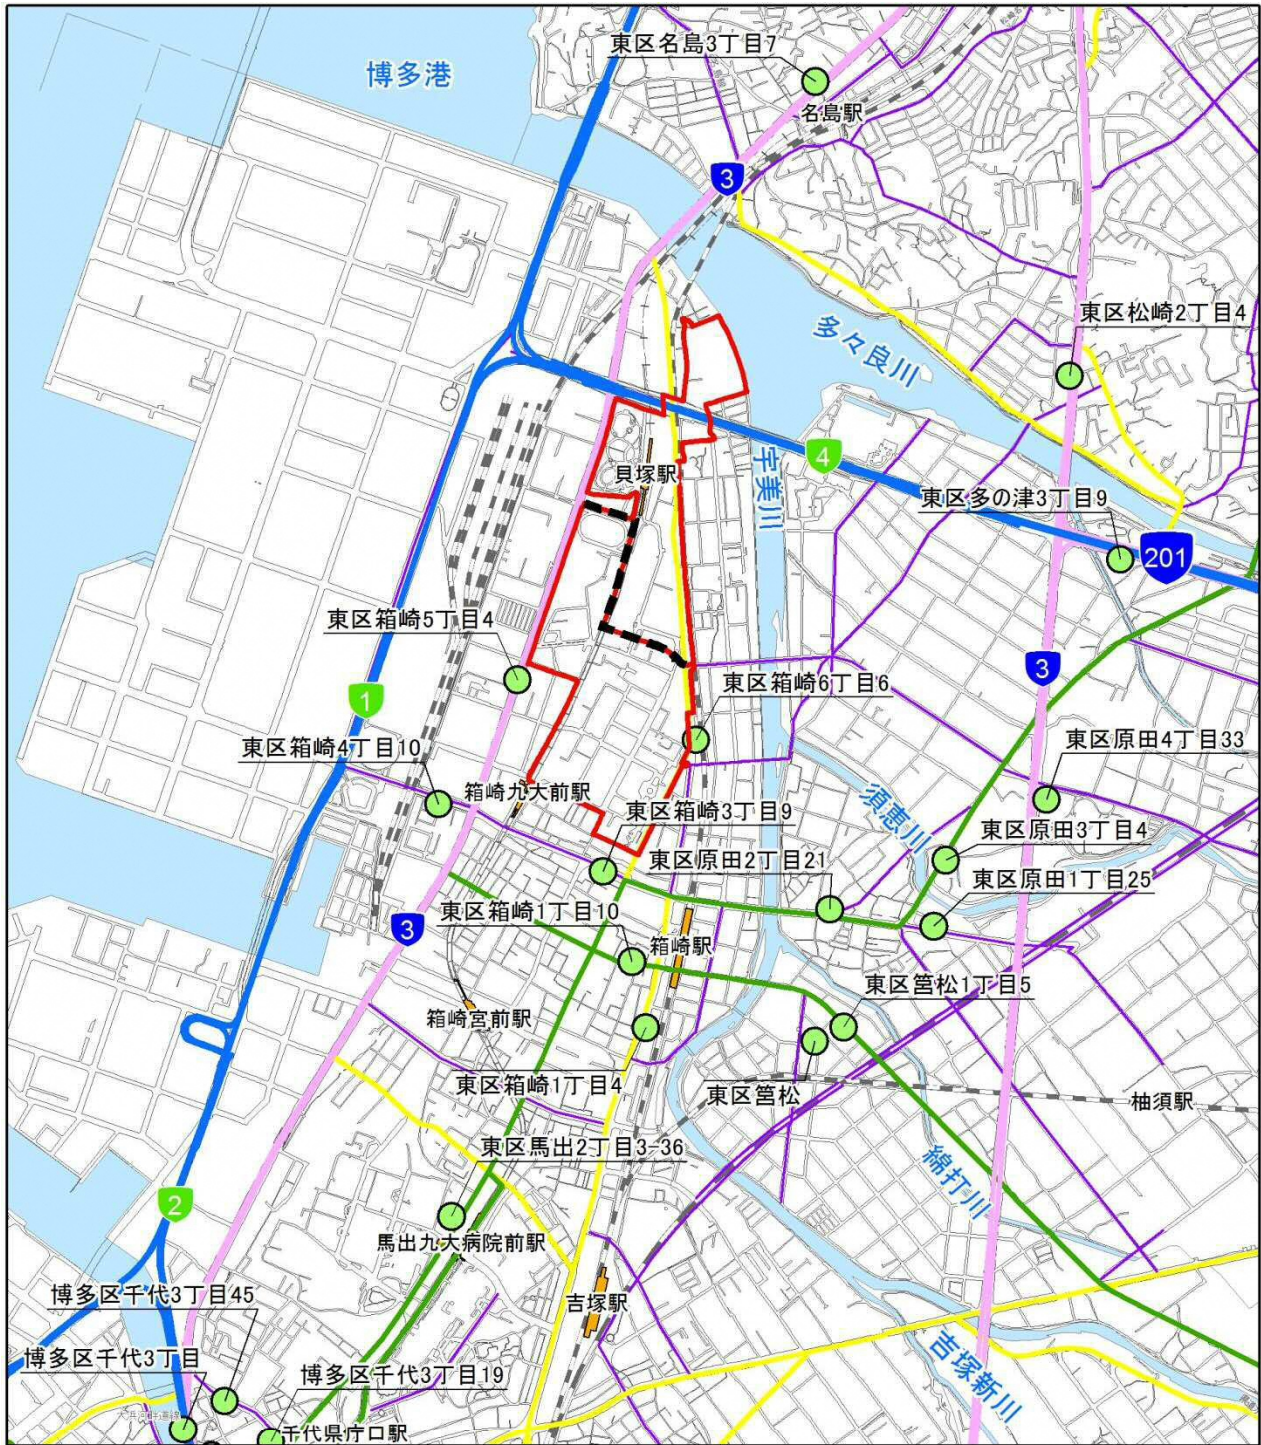 東区名島3丁目7
博多港
名島駅
3
東区松崎2丁目4
多々良川
4
宇美川
貝塚駅
東区多の津3丁目9
201
東区箱崎5丁目4
3
東区箱崎6丁目6
1
東区箱崎4丁目10
東区原田4丁目33
箱崎九大前駅
須恵川
東区箱崎3丁目9
東区原田3丁目4
東区原田2丁目21
東区原田1丁目25
東区箱崎1丁目10
3
箱崎駅
東区筥松1丁目5
箱崎宮前駅
東区箱崎1丁目4
東区筥松
柚須駅
東区馬出2丁目3-36
綿打川
2
馬出九大病院前駅
博多区千代3丁目45
吉塚駅
博多区千代3丁目
博多区千代3丁目19
吉塚新川
千代県庁口駅